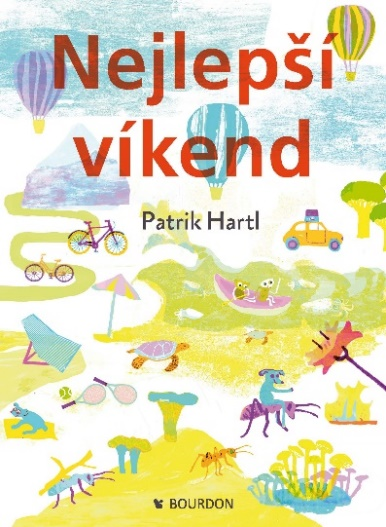 Nejlepší
víkend
Patrik Hartl
BOURDON